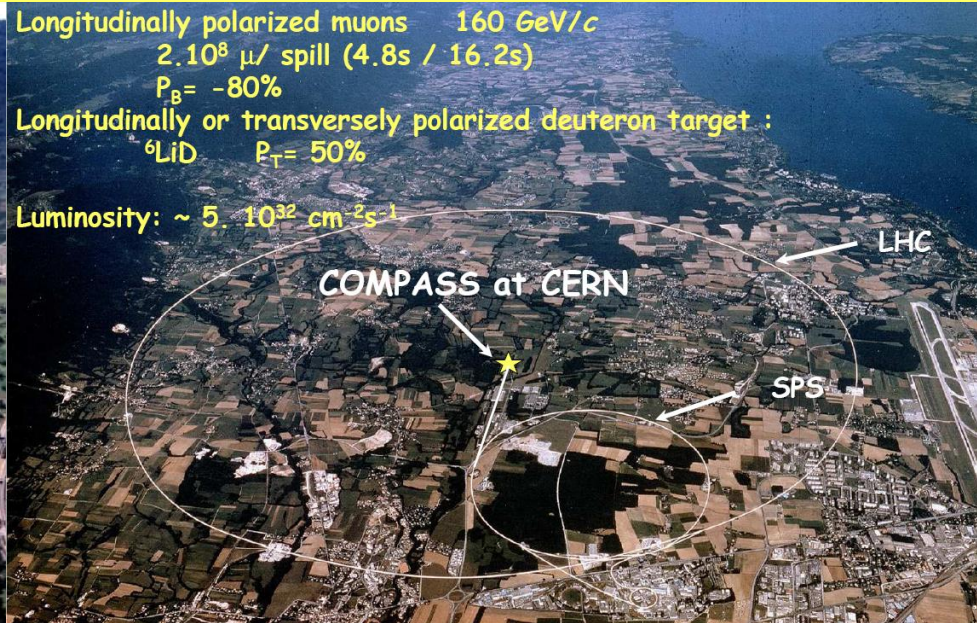 Longitudinally polarized muons 160 GeV/c
2.10⁸ μ/ spill (4.8s / 16.2s)
P_B= -80%
Longitudinally or transversely polarized deuteron target :
⁶LiD P_T= 50%
Luminosity: ~ 5. 10³² cm⁻²s⁻¹
LHC
COMPASS at CERN
SPS